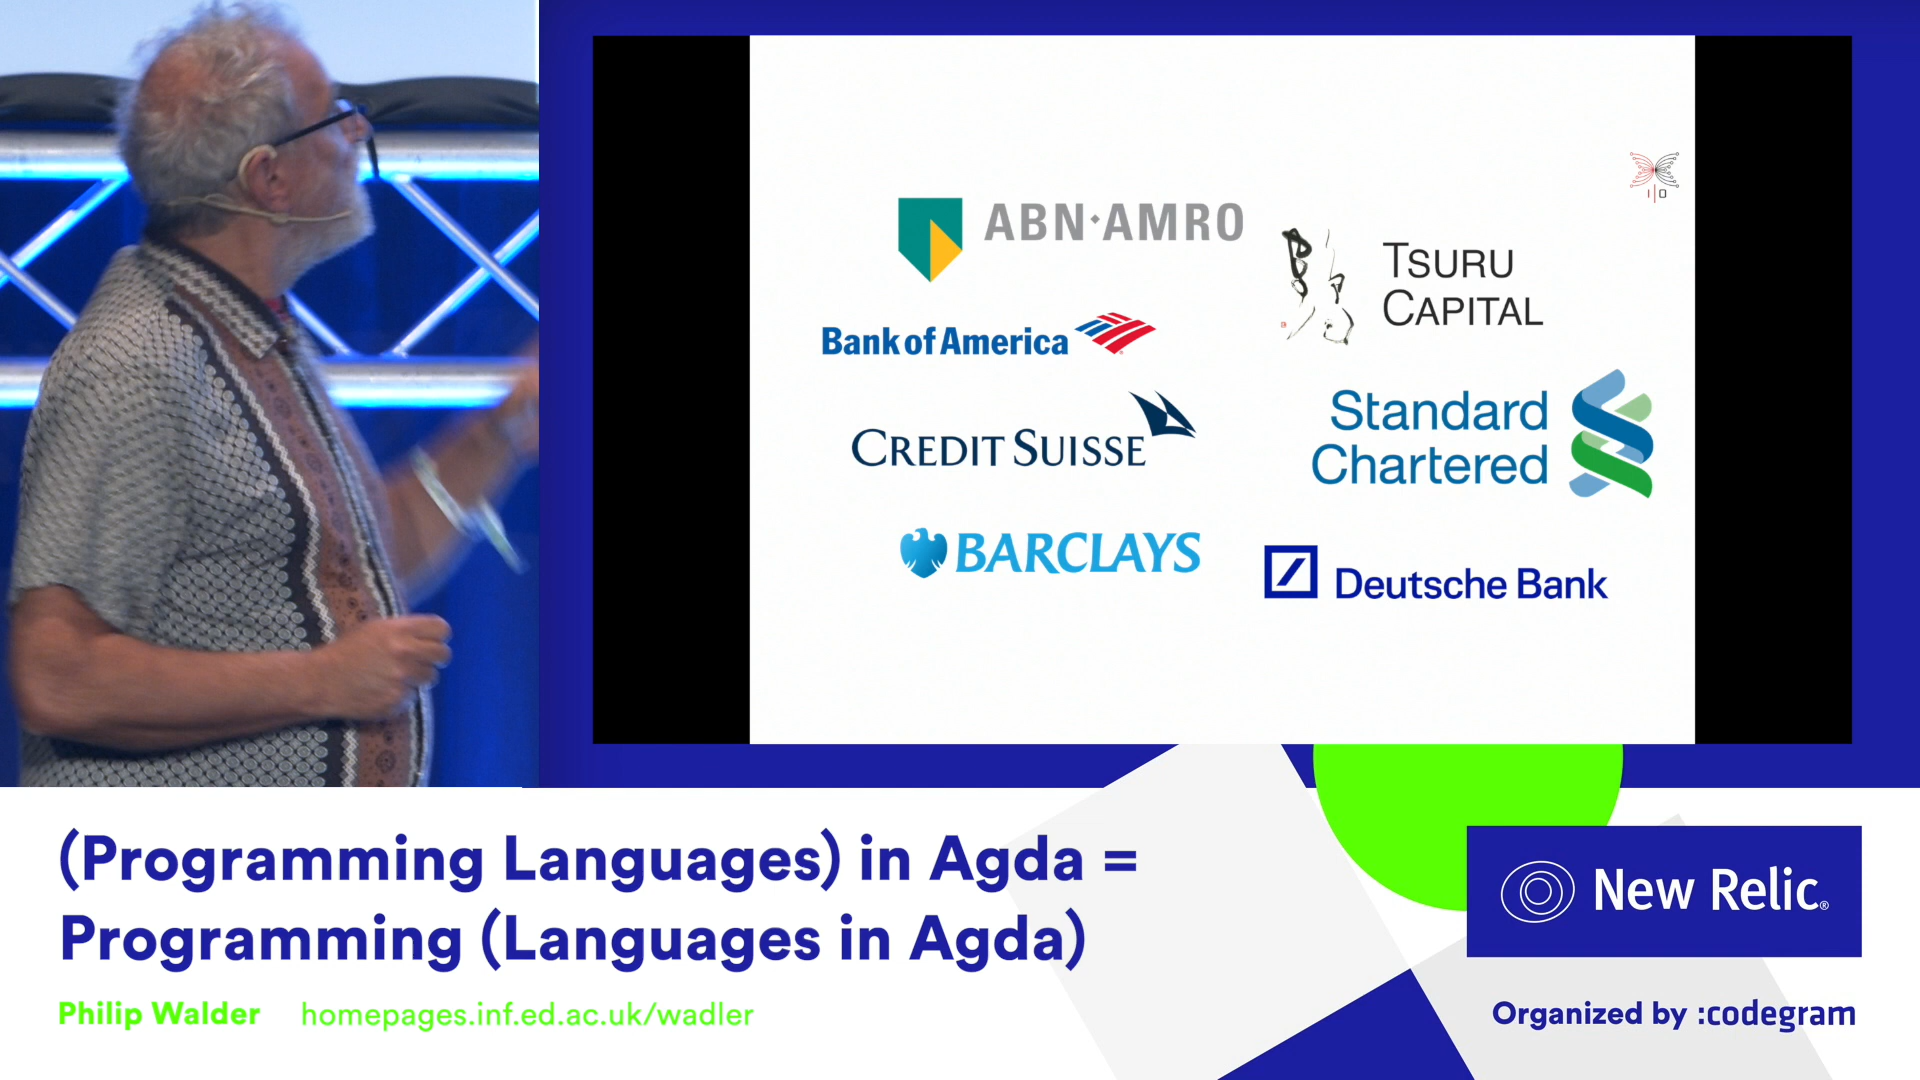 ABN·AMRO
TSURU
CAPITAL
Bank of America
CREDIT SUISSE
Standard
Chartered
BARCLAYS
Deutsche Bank
I|O
(Programming Languages) in Agda =
Programming (Languages in Agda)
Philip Walder homepages.inf.ed.ac.uk/wadler
New Relic®
Organized by :codegram